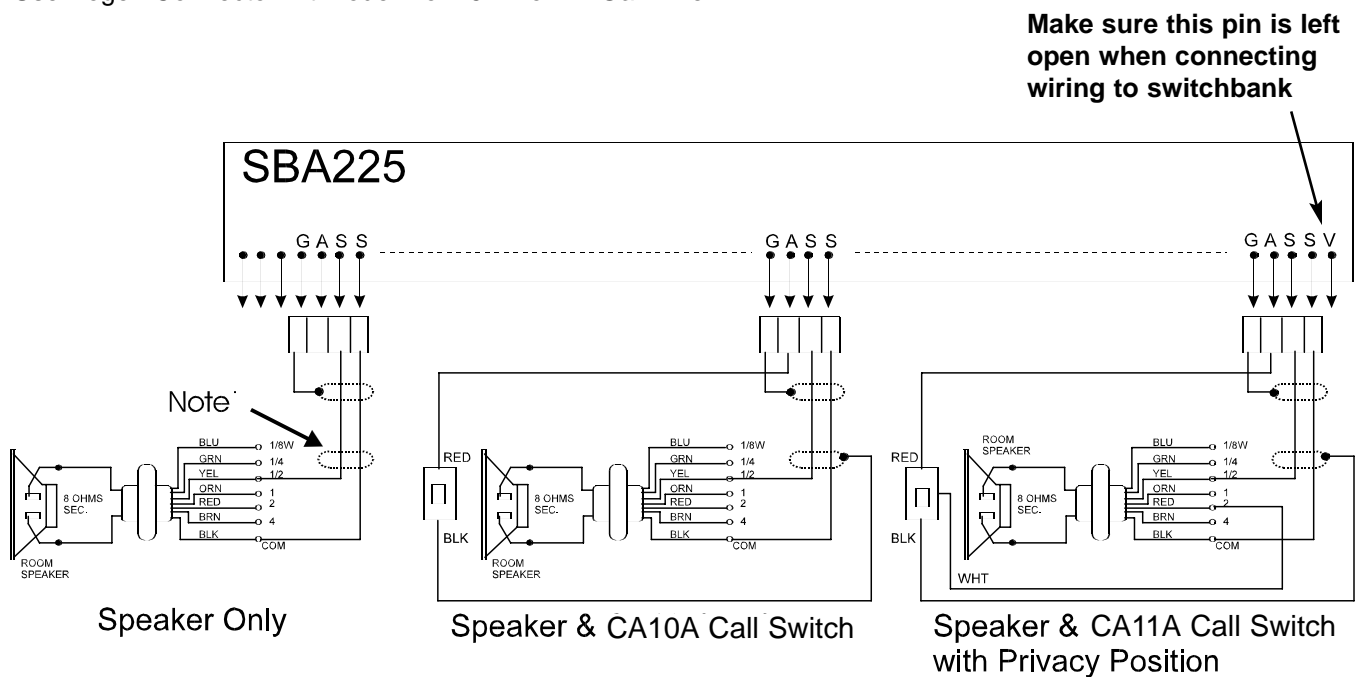 Make sure this pin is left
open when connecting
wiring to switchbank
SBA225
G A S S
G A S S
G A S S V
Note
BLU 1/8W
GRN 1/4
YEL 1/2
ORN 1
RED 2
BRN 4
BLK COM
8 OHMS
SEC.
ROOM
SPEAKER
Speaker Only
RED
BLK
BLU 1/8W
GRN 1/4
YEL 1/2
ORN 1
RED 2
BRN 4
BLK COM
8 OHMS
SEC.
ROOM
SPEAKER
Speaker & CA10A Call Switch
RED
BLK
WHT
ROOM
SPEAKER
8 OHMS
SEC.
BLU 1/8W
GRN 1/4
YEL 1/2
ORN 1
RED 2
BRN 4
BLK COM
Speaker & CA11A Call Switch
with Privacy Position